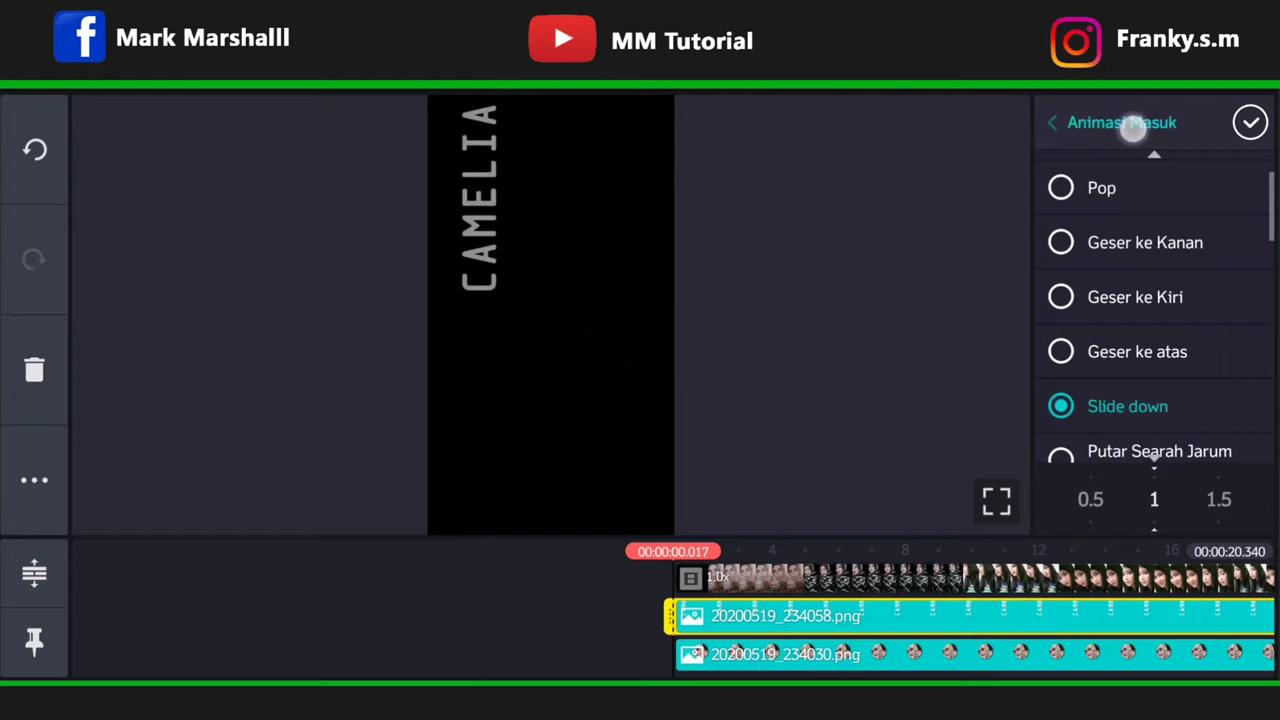 Mark Marshalll
MM Tutorial
Franky.s.m
CAMELIA
Animasi Masuk
Pop
Geser ke Kanan
Geser ke Kiri
Geser ke atas
Slide down
Putar Searah Jarum
0.5 1 1.5
00:00:00.017
4 8 12 16
00:00:20.340
1.0x
20200519_234058.png
20200519_234030.png